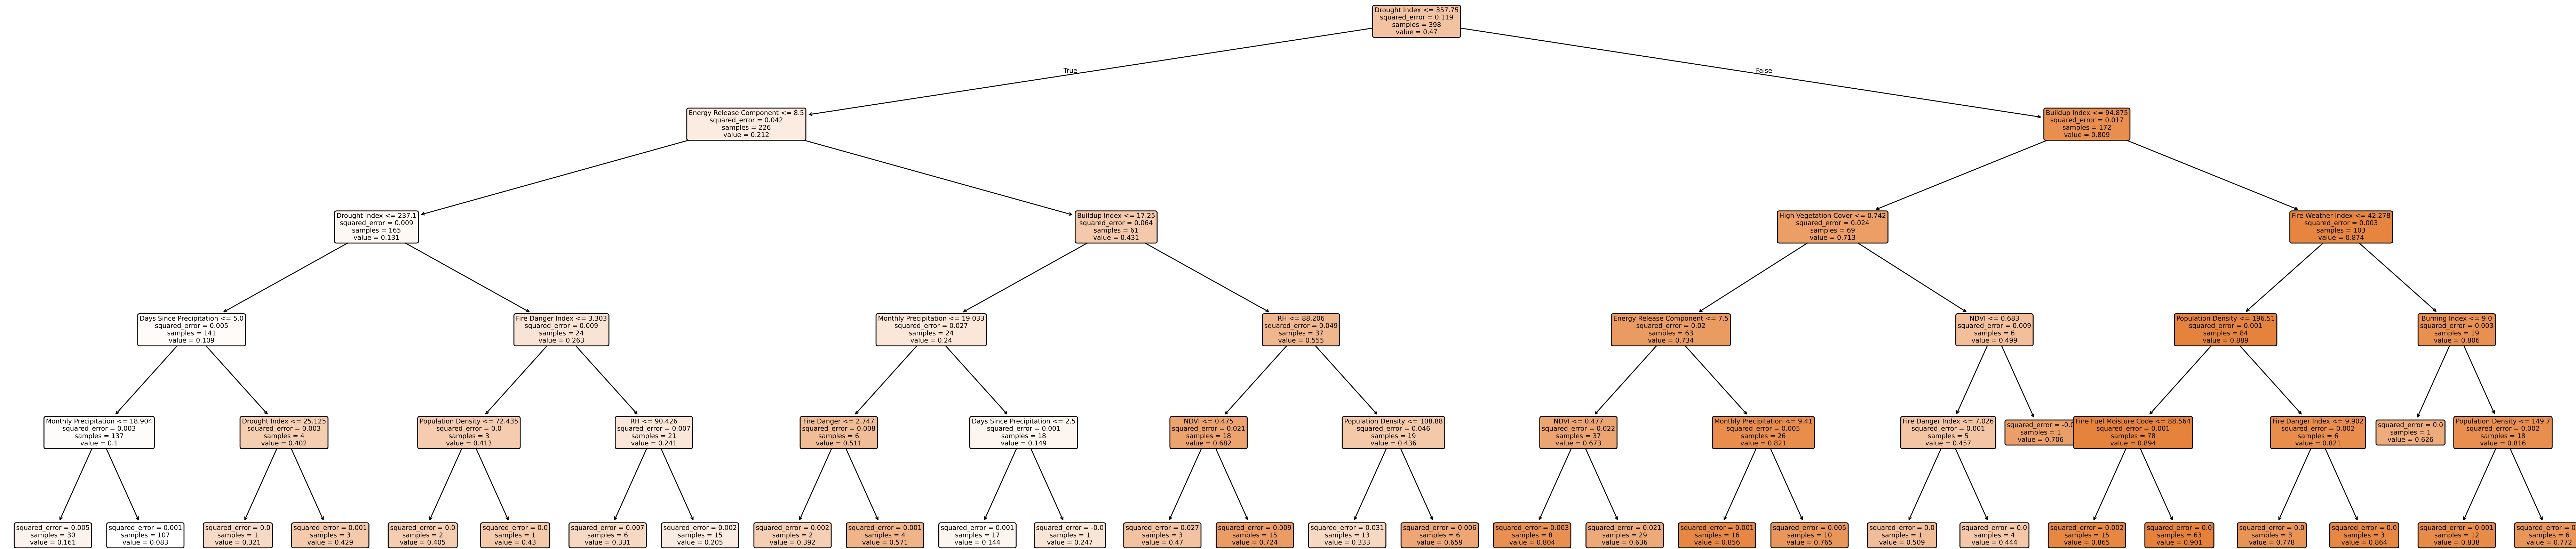 Drought Index <= 357.75
squared_error = 0.119
samples = 398
value = 0.47
True
False
Energy Release Component <= 8.5
squared_error = 0.042
samples = 226
value = 0.212
Buildup Index <= 94.875
squared_error = 0.017
samples = 172
value = 0.809
Drought Index <= 237.1
squared_error = 0.009
samples = 165
value = 0.131
Buildup Index <= 17.25
squared_error = 0.064
samples = 61
value = 0.431
High Vegetation Cover <= 0.742
squared_error = 0.024
samples = 69
value = 0.713
Fire Weather Index <= 42.278
squared_error = 0.003
samples = 103
value = 0.874
Days Since Precipitation <= 5.0
squared_error = 0.005
samples = 141
value = 0.109
Fire Danger Index <= 3.303
squared_error = 0.009
samples = 24
value = 0.263
Monthly Precipitation <= 19.033
squared_error = 0.027
samples = 24
value = 0.24
RH <= 88.206
squared_error = 0.049
samples = 37
value = 0.555
Energy Release Component <= 7.5
squared_error = 0.02
samples = 63
value = 0.734
NDVI <= 0.683
squared_error = 0.009
samples = 6
value = 0.499
Population Density <= 196.51
squared_error = 0.001
samples = 84
value = 0.889
Burning Index <= 9.0
squared_error = 0.003
samples = 19
value = 0.806
Monthly Precipitation <= 18.904
squared_error = 0.003
samples = 137
value = 0.1
Drought Index <= 25.125
squared_error = 0.003
samples = 4
value = 0.402
Population Density <= 72.435
squared_error = 0.0
samples = 3
value = 0.413
RH <= 90.426
squared_error = 0.007
samples = 21
value = 0.241
Fire Danger <= 2.747
squared_error = 0.008
samples = 6
value = 0.511
Days Since Precipitation <= 2.5
squared_error = 0.001
samples = 18
value = 0.149
NDVI <= 0.475
squared_error = 0.021
samples = 18
value = 0.682
Population Density <= 108.88
squared_error = 0.046
samples = 19
value = 0.436
NDVI <= 0.477
squared_error = 0.022
samples = 37
value = 0.673
Monthly Precipitation <= 9.41
squared_error = 0.005
samples = 26
value = 0.821
Fire Danger Index <= 7.026
squared_error = 0.001
samples = 5
value = 0.457
squared_error = -0.0
samples = 1
value = 0.706
Fine Fuel Moisture Code <= 88.564
squared_error = 0.001
samples = 78
value = 0.894
Fire Danger Index <= 9.902
squared_error = 0.002
samples = 6
value = 0.821
squared_error = 0.0
samples = 1
value = 0.626
Population Density <= 149.7
squared_error = 0.002
samples = 18
value = 0.816
squared_error = 0.005
samples = 30
value = 0.161
squared_error = 0.001
samples = 107
value = 0.083
squared_error = 0.0
samples = 1
value = 0.321
squared_error = 0.001
samples = 3
value = 0.429
squared_error = 0.0
samples = 2
value = 0.405
squared_error = 0.0
samples = 1
value = 0.43
squared_error = 0.007
samples = 6
value = 0.331
squared_error = 0.002
samples = 15
value = 0.205
squared_error = 0.002
samples = 2
value = 0.392
squared_error = 0.001
samples = 4
value = 0.571
squared_error = 0.001
samples = 17
value = 0.144
squared_error = -0.0
samples = 1
value = 0.247
squared_error = 0.027
samples = 3
value = 0.47
squared_error = 0.009
samples = 15
value = 0.724
squared_error = 0.031
samples = 13
value = 0.333
squared_error = 0.006
samples = 6
value = 0.659
squared_error = 0.003
samples = 8
value = 0.804
squared_error = 0.021
samples = 29
value = 0.636
squared_error = 0.001
samples = 16
value = 0.856
squared_error = 0.005
samples = 10
value = 0.765
squared_error = 0.0
samples = 1
value = 0.509
squared_error = 0.0
samples = 4
value = 0.444
squared_error = 0.002
samples = 15
value = 0.865
squared_error = 0.0
samples = 63
value = 0.901
squared_error = 0.0
samples = 3
value = 0.778
squared_error = 0.0
samples = 3
value = 0.864
squared_error = 0.001
samples = 12
value = 0.838
squared_error =
samples = 6
value = 0.772